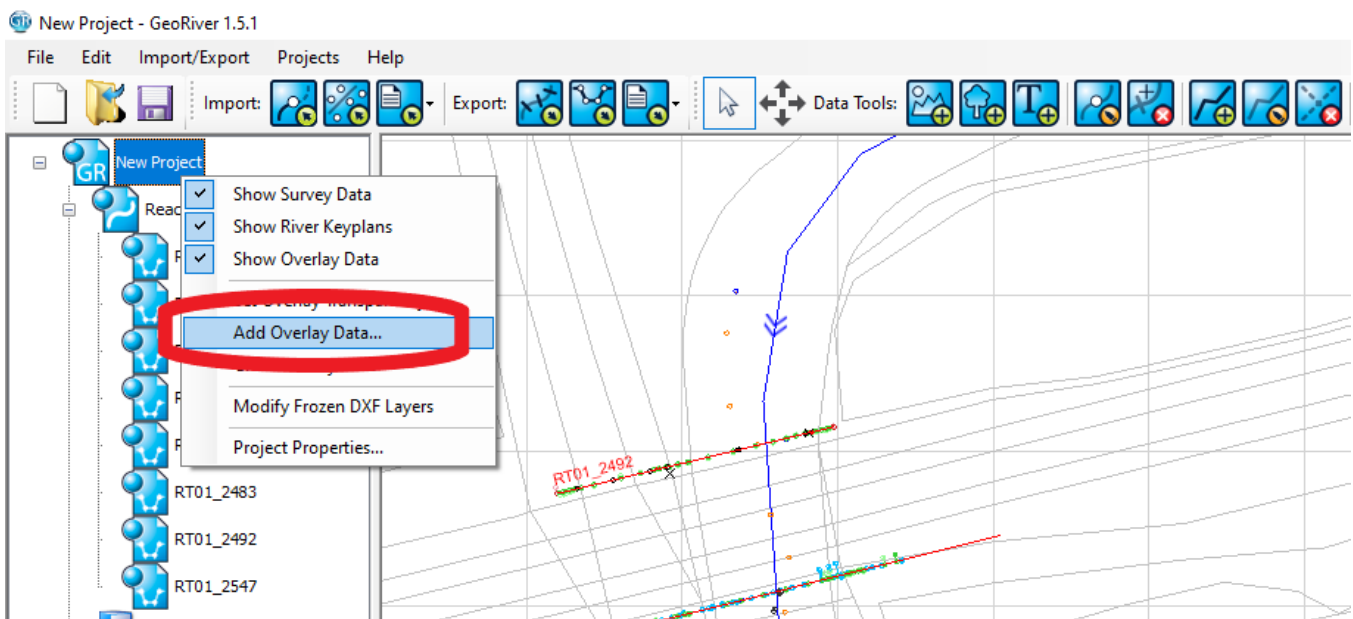 New Project - GeoRiver 1.5.1
File Edit Import/Export Projects Help
Import: Export: Data Tools:
New Project
Reac
Show Survey Data
Show River Keyplans
Show Overlay Data
Add Overlay Data...
Modify Frozen DXF Layers
Project Properties...
RT01_2483
RT01_2492
RT01_2547
RT01_2492